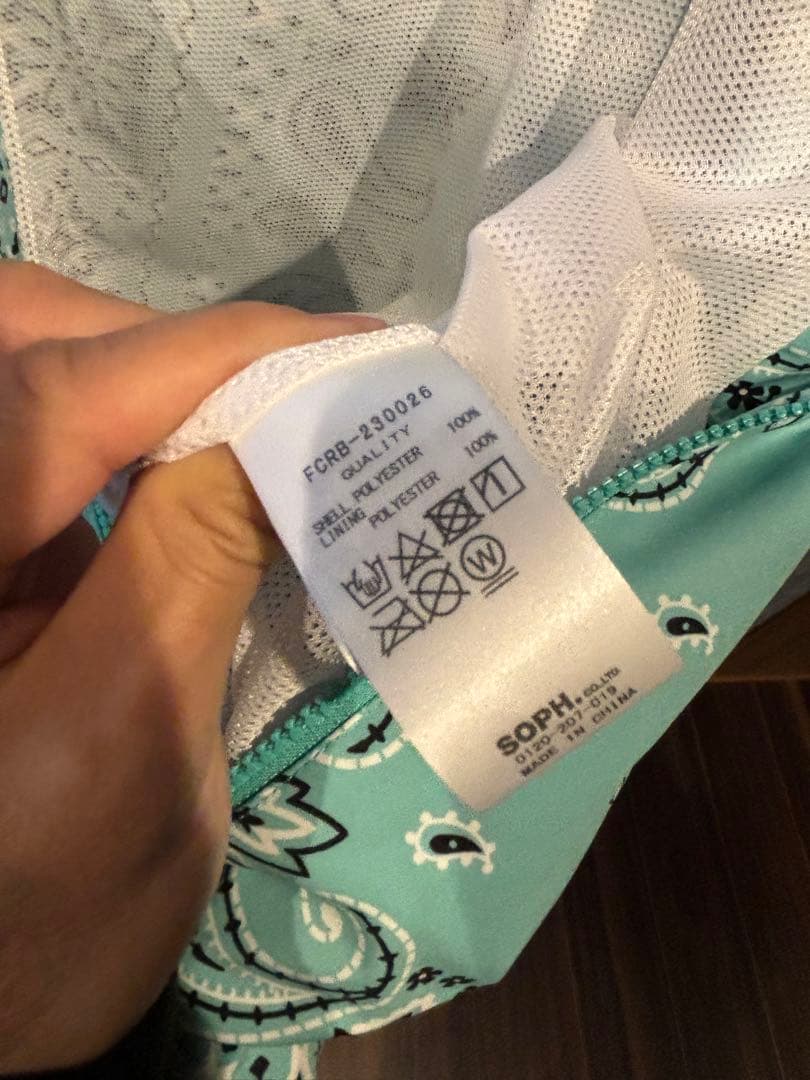 FCRB-230026
QUALITY
SHELL POLYESTER 100%
LINING POLYESTER 100%
W
SOPH.CO.,LTD
0120-207-019
MADE IN CHINA